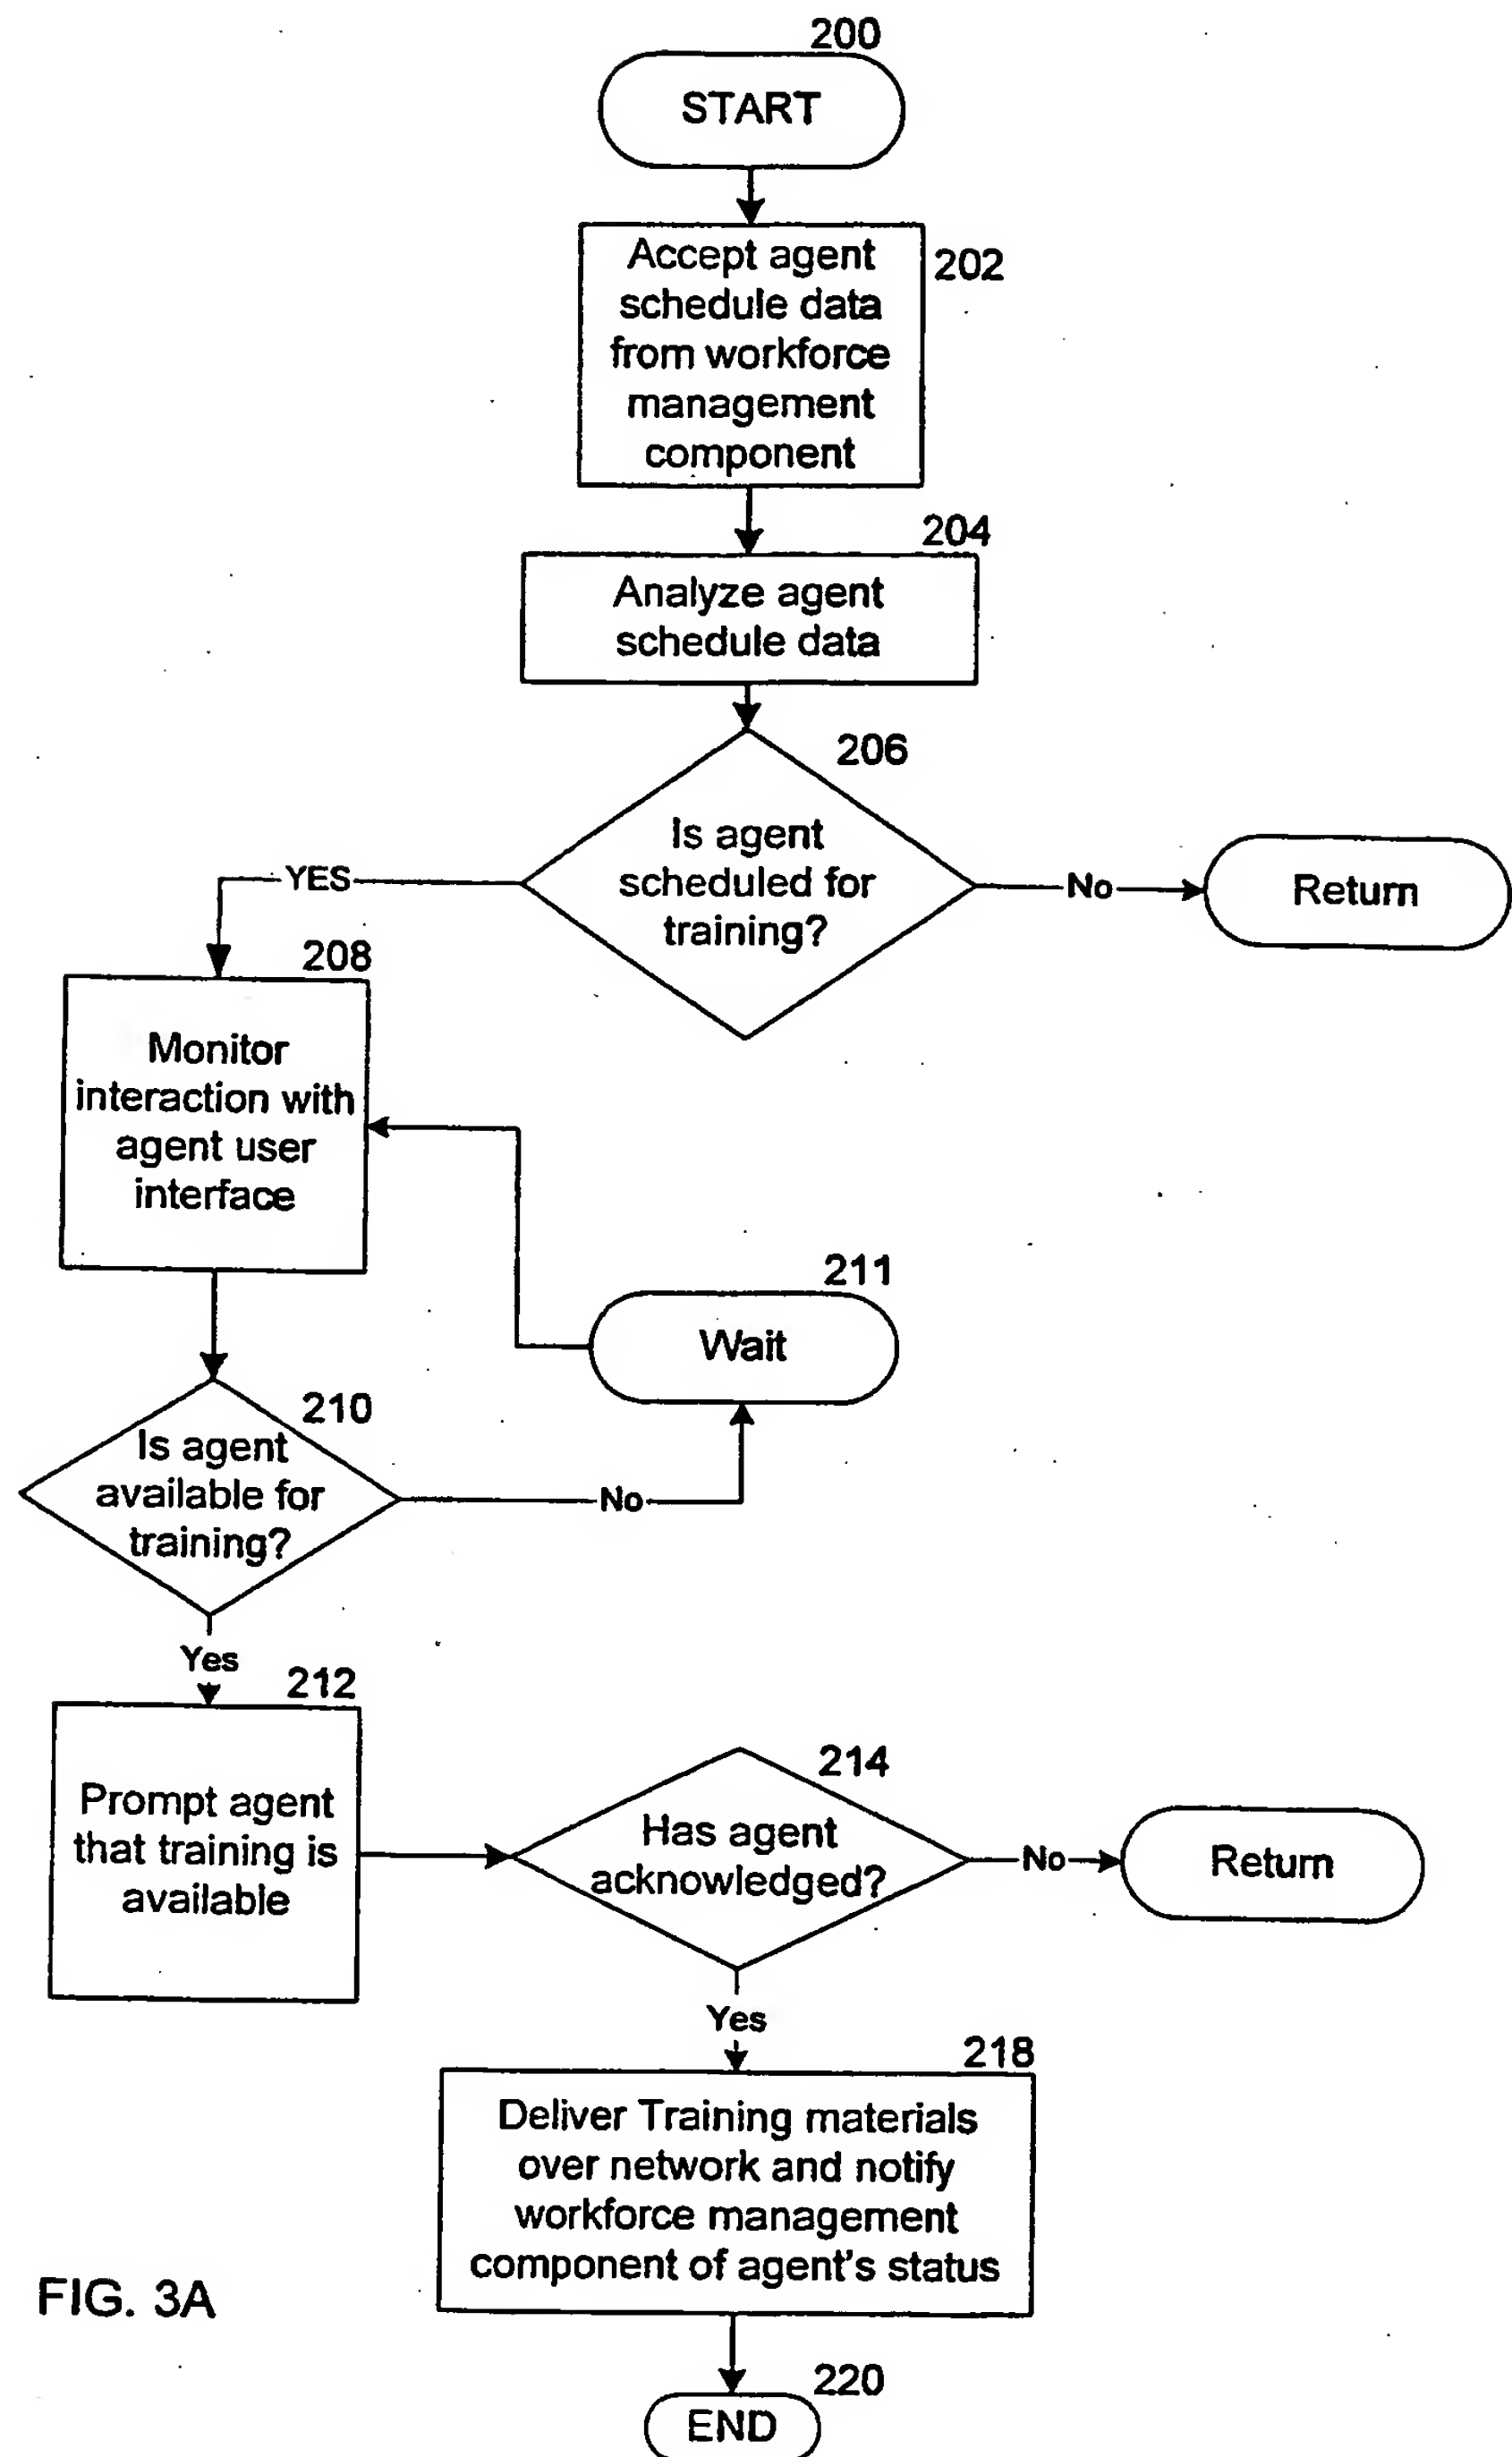 200
START
Accept agent
schedule data
from workforce
management
component
202
204
Analyze agent
schedule data
206
Is agent
scheduled for
training?
YES
No
Return
208
Monitor
interaction with
agent user
interface
211
Wait
210
Is agent
available for
training?
No
Yes
212
Prompt agent
that training is
available
214
Has agent
acknowledged?
No
Return
Yes
218
Deliver Training materials
over network and notify
workforce management
component of agent's status
FIG. 3A
220
END